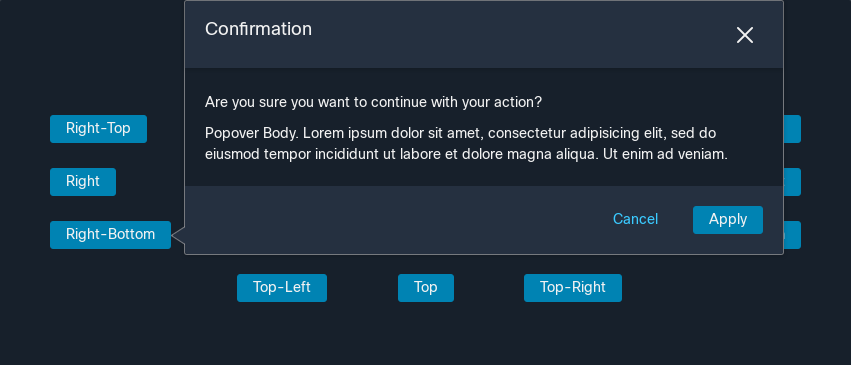 Confirmation
Are you sure you want to continue with your action?
Popover Body. Lorem ipsum dolor sit amet, consectetur adipisicing elit, sed do
eiusmod tempor incididunt ut labore et dolore magna aliqua. Ut enim ad veniam.
Cancel
Apply
Right-Top
Right
Right-Bottom
Top-Left
Top
Top-Right